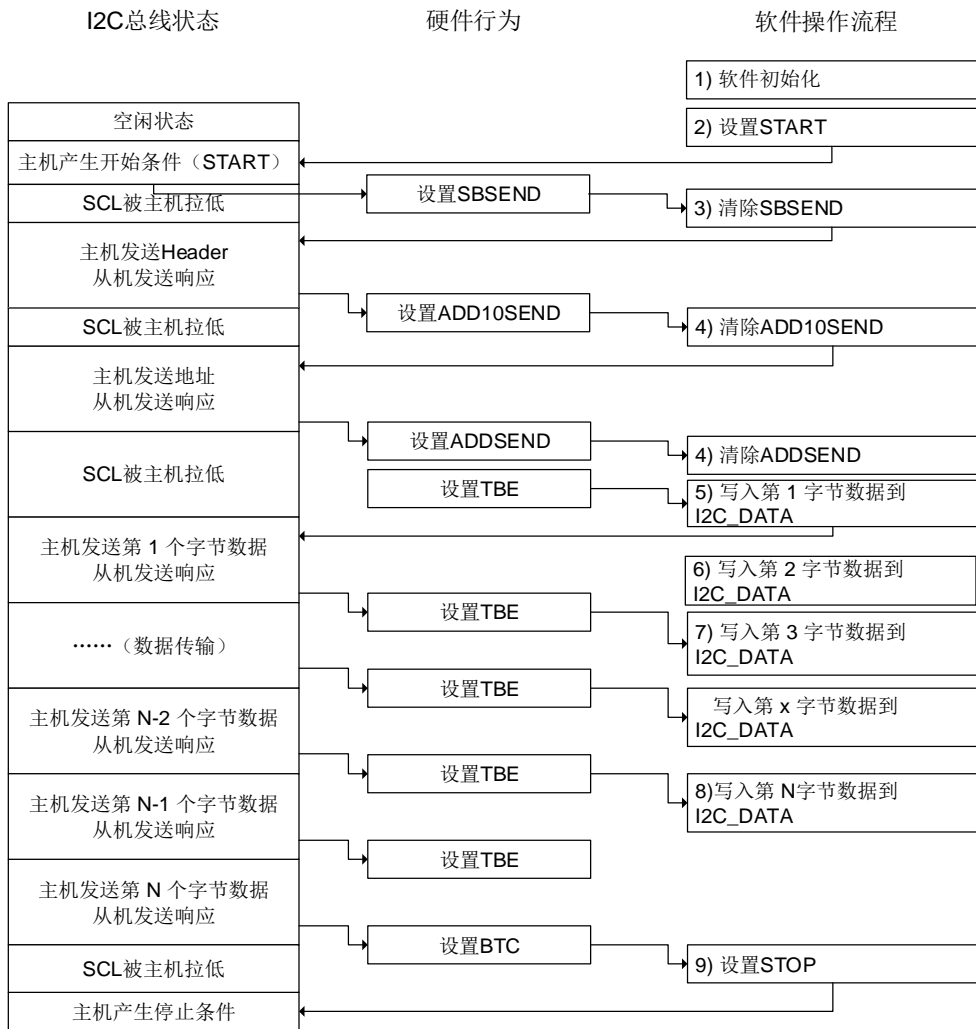 I2C总线状态
硬件行为
软件操作流程
1) 软件初始化
空闲状态
2) 设置START
主机产生开始条件（START）
设置SBSEND
SCL被主机拉低
3) 清除SBSEND
主机发送Header
从机发送响应
设置ADD10SEND
SCL被主机拉低
4) 清除ADD10SEND
主机发送地址
从机发送响应
设置ADDSEND
4) 清除ADDSEND
SCL被主机拉低
设置TBE
5) 写入第 1 字节数据到
I2C_DATA
主机发送第 1 个字节数据
从机发送响应
6) 写入第 2 字节数据到
I2C_DATA
设置TBE
7) 写入第 3 字节数据到
I2C_DATA
……（数据传输）
设置TBE
写入第 x 字节数据到
I2C_DATA
主机发送第 N-2 个字节数据
从机发送响应
设置TBE
8)写入第 N字节数据到
I2C_DATA
主机发送第 N-1 个字节数据
从机发送响应
设置TBE
主机发送第 N 个字节数据
从机发送响应
设置BTC
9) 设置STOP
SCL被主机拉低
主机产生停止条件